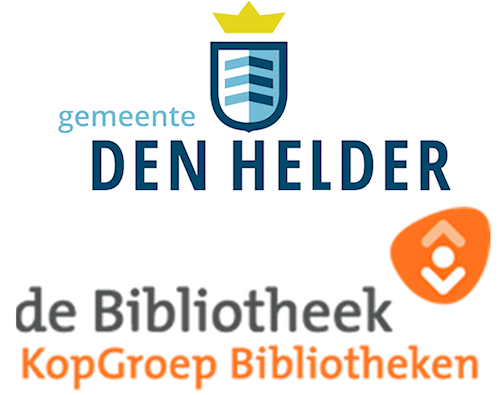 gemeente
DEN HELDER
de Bibliotheek
KopGroep Bibliotheken